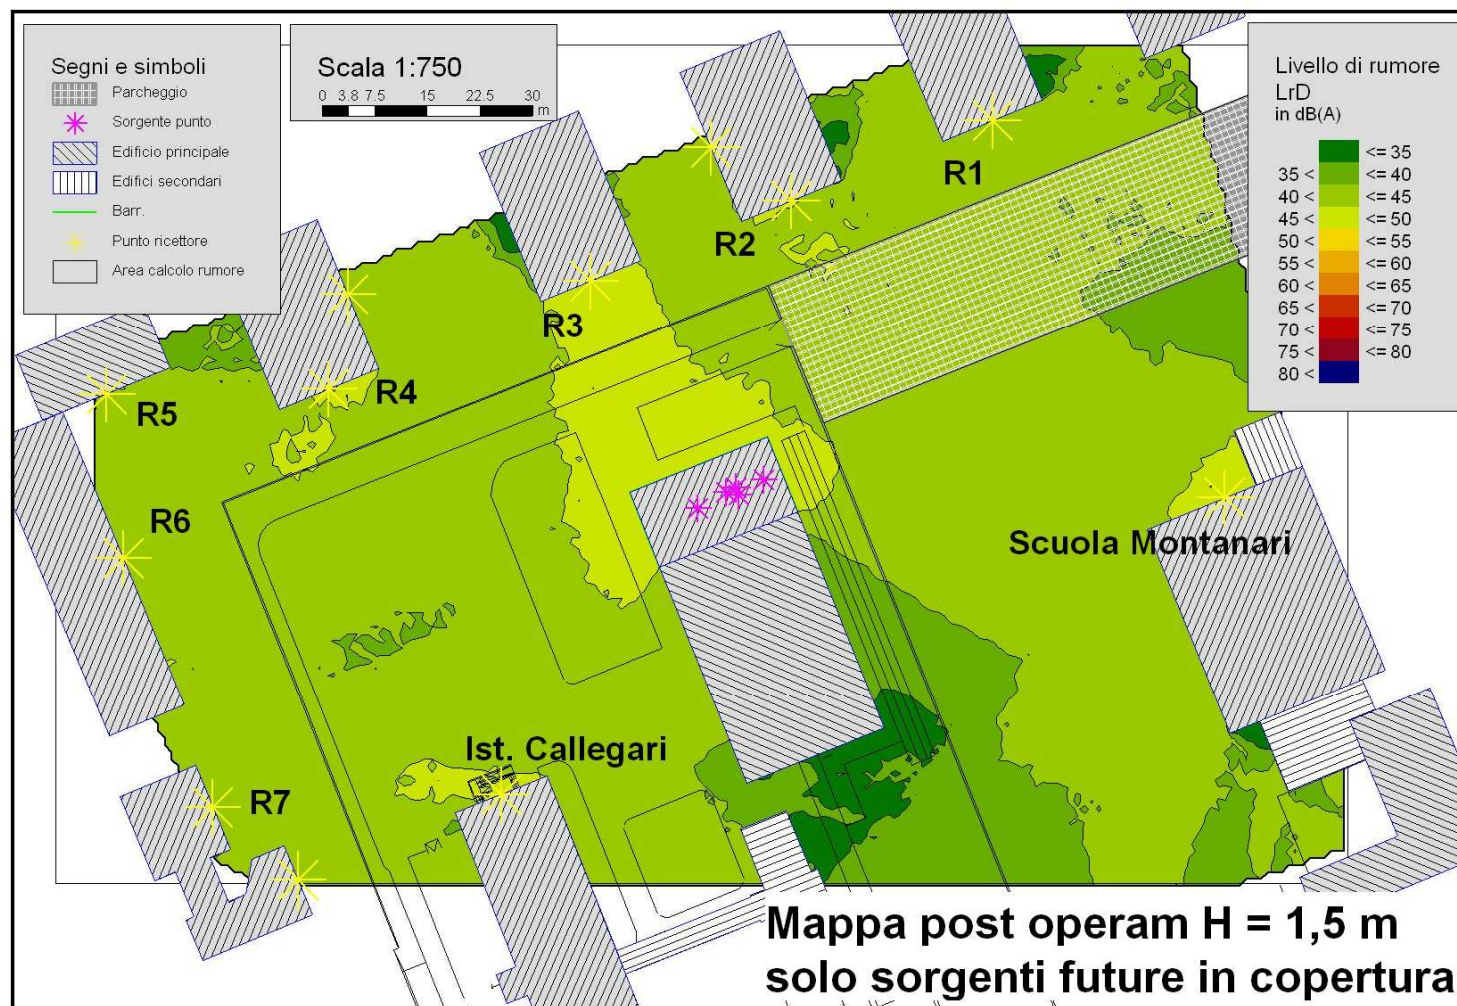 Segni e simboli
Parcheggio
Sorgente punto
Edificio principale
Edifici secondari
Barr.
Punto ricettore
Area calcolo rumore
Scala 1:750
0 3.8 7.5 15 22.5 30
m
Livello di rumore
LrD
in dB(A)
<= 35
35 < <= 40
40 < <= 45
45 < <= 50
50 < <= 55
55 < <= 60
60 < <= 65
65 < <= 70
70 < <= 75
75 < <= 80
80 <
R1
R2
R3
R4
R5
R6
Scuola Montanari
Ist. Callegari
R7
Mappa post operam H = 1,5 m
solo sorgenti future in copertura